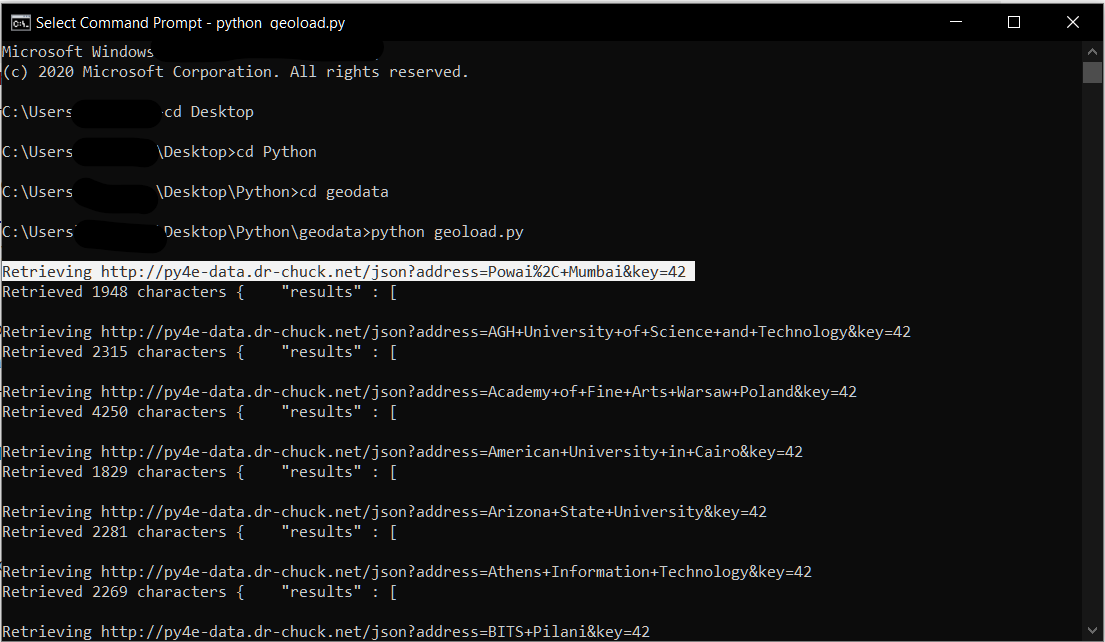 Select Command Prompt - python geoload.py
Microsoft Windows
(c) 2020 Microsoft Corporation. All rights reserved.
C:\Users cd Desktop
C:\Users \Desktop>cd Python
C:\Users \Desktop\Python>cd geodata
C:\Users Desktop\Python\geodata>python geoload.py
Retrieving http://py4e-data.dr-chuck.net/json?address=Powai%2C+Mumbai&key=42
Retrieved 1948 characters {    "results" : [
Retrieving http://py4e-data.dr-chuck.net/json?address=AGH+University+of+Science+and+Technology&key=42
Retrieved 2315 characters {    "results" : [
Retrieving http://py4e-data.dr-chuck.net/json?address=Academy+of+Fine+Arts+Warsaw+Poland&key=42
Retrieved 4250 characters {    "results" : [
Retrieving http://py4e-data.dr-chuck.net/json?address=American+University+in+Cairo&key=42
Retrieved 1829 characters {    "results" : [
Retrieving http://py4e-data.dr-chuck.net/json?address=Arizona+State+University&key=42
Retrieved 2281 characters {    "results" : [
Retrieving http://py4e-data.dr-chuck.net/json?address=Athens+Information+Technology&key=42
Retrieved 2269 characters {    "results" : [
Retrieving http://py4e-data.dr-chuck.net/json?address=BITS+Pilani&key=42